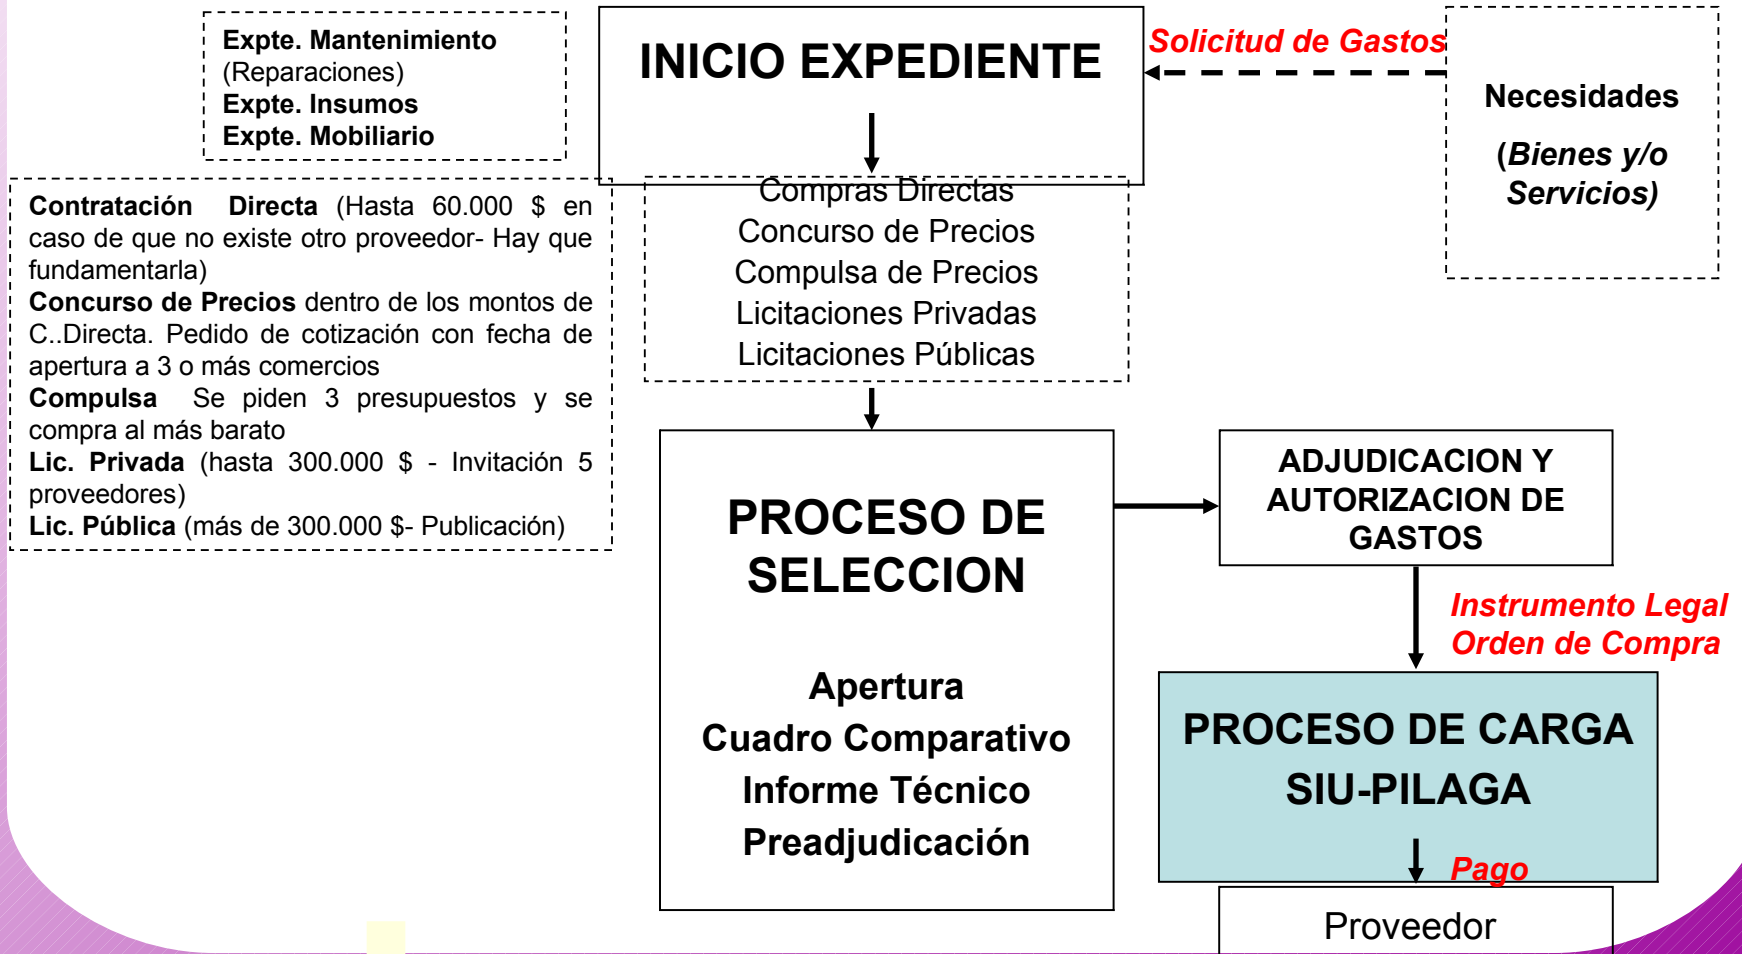 Expte. Mantenimiento
(Reparaciones)
Expte. Insumos
Expte. Mobiliario
INICIO EXPEDIENTE
Solicitud de Gastos
Necesidades
(Bienes y/o
Servicios)
Contratación Directa (Hasta 60.000 $ en
caso de que no existe otro proveedor- Hay que
fundamentarla)
Concurso de Precios dentro de los montos de
C..Directa. Pedido de cotización con fecha de
apertura a 3 o más comercios
Compulsa Se piden 3 presupuestos y se
compra al más barato
Lic. Privada (hasta 300.000 $ - Invitación 5
proveedores)
Lic. Pública (más de 300.000 $- Publicación)
Compras Directas
Concurso de Precios
Compulsa de Precios
Licitaciones Privadas
Licitaciones Públicas
PROCESO DE
SELECCION
Apertura
Cuadro Comparativo
Informe Técnico
Preadjudicación
ADJUDICACION Y
AUTORIZACION DE
GASTOS
Instrumento Legal
Orden de Compra
PROCESO DE CARGA
SIU-PILAGA
Pago
Proveedor